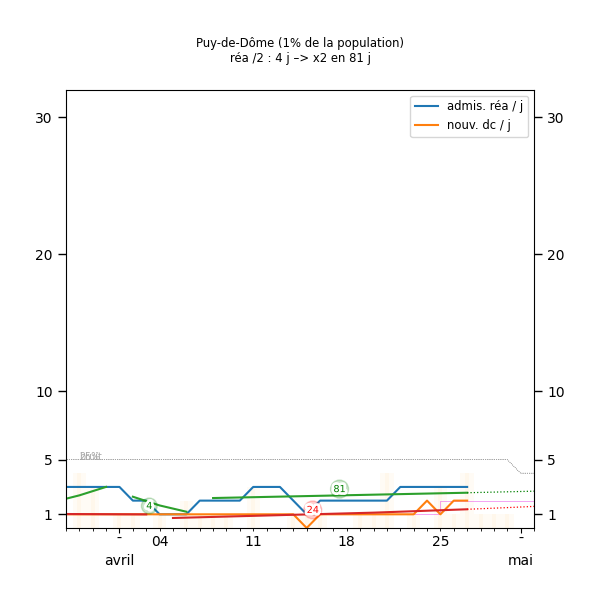 Puy-de-Dôme (1% de la population)
réa /2 : 4 j –> x2 en 81 j
admis. réa / j
nouv. dc / j
30 30
20 20
10 10
5 5
1 1
81
4
24
- 04 11 18 25 -
avril mai